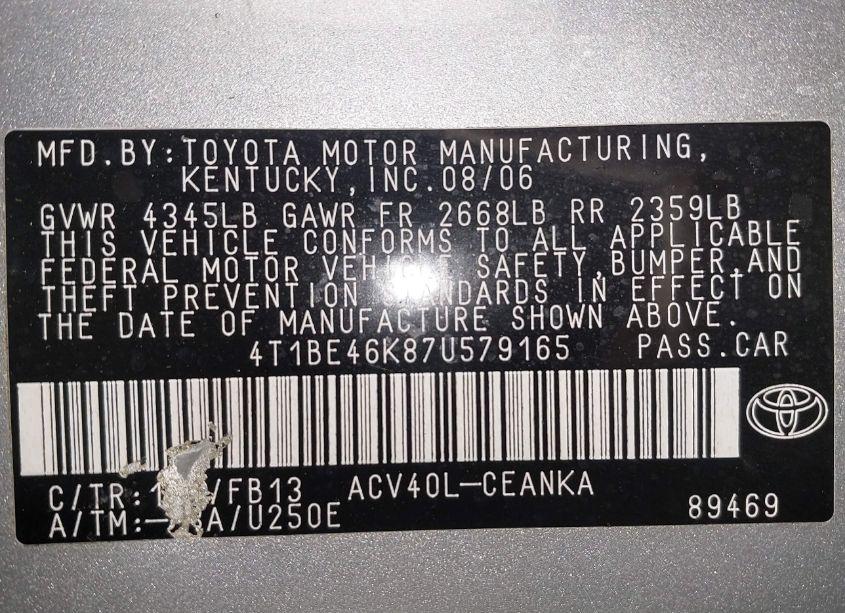 MFD.BY:TOYOTA MOTOR MANUFACTURING,
KENTUCKY,INC.08/06
GVWR 4345LB GAWR FR 2668LB RR 2359LB
THIS VEHICLE CONFORMS TO ALL APPLICABLE
FEDERAL MOTOR VEHICLE SAFETY,BUMPER,AND
THEFT PREVENTION STANDARDS IN EFFECT ON
THE DATE OF MANUFACTURE SHOWN ABOVE.
4T1BE46K87U579165 PASS.CAR
C/TR: /FB13 ACV40L-CEANKA
A/TM:- A/U250E 89469